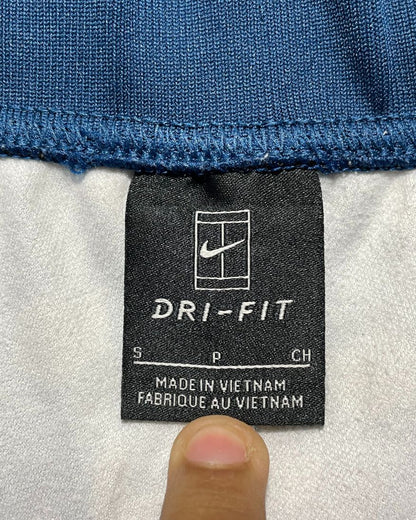 DRI-FIT
S P CH
MADE IN VIETNAM
FABRIQUE AU VIETNAM